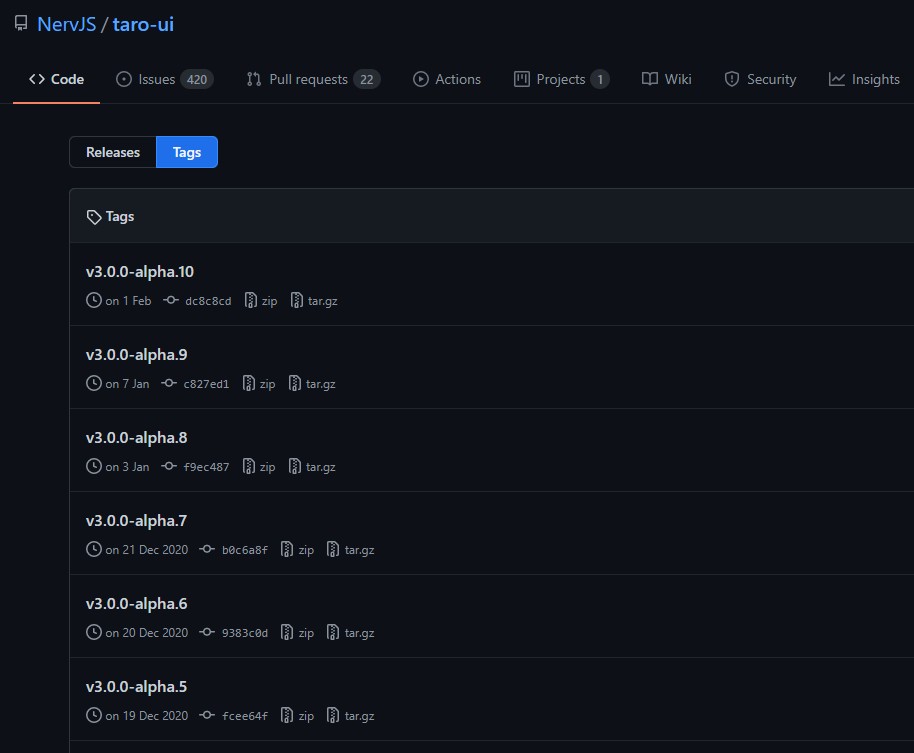 NervJS / taro-ui
Code Issues 420 Pull requests 22 Actions Projects 1 Wiki Security Insights
Releases Tags
Tags
v3.0.0-alpha.10
on 1 Feb dc8c8cd zip tar.gz
v3.0.0-alpha.9
on 7 Jan c827ed1 zip tar.gz
v3.0.0-alpha.8
on 3 Jan f9ec487 zip tar.gz
v3.0.0-alpha.7
on 21 Dec 2020 b0c6a8f zip tar.gz
v3.0.0-alpha.6
on 20 Dec 2020 9383c0d zip tar.gz
v3.0.0-alpha.5
on 19 Dec 2020 fcee64f zip tar.gz